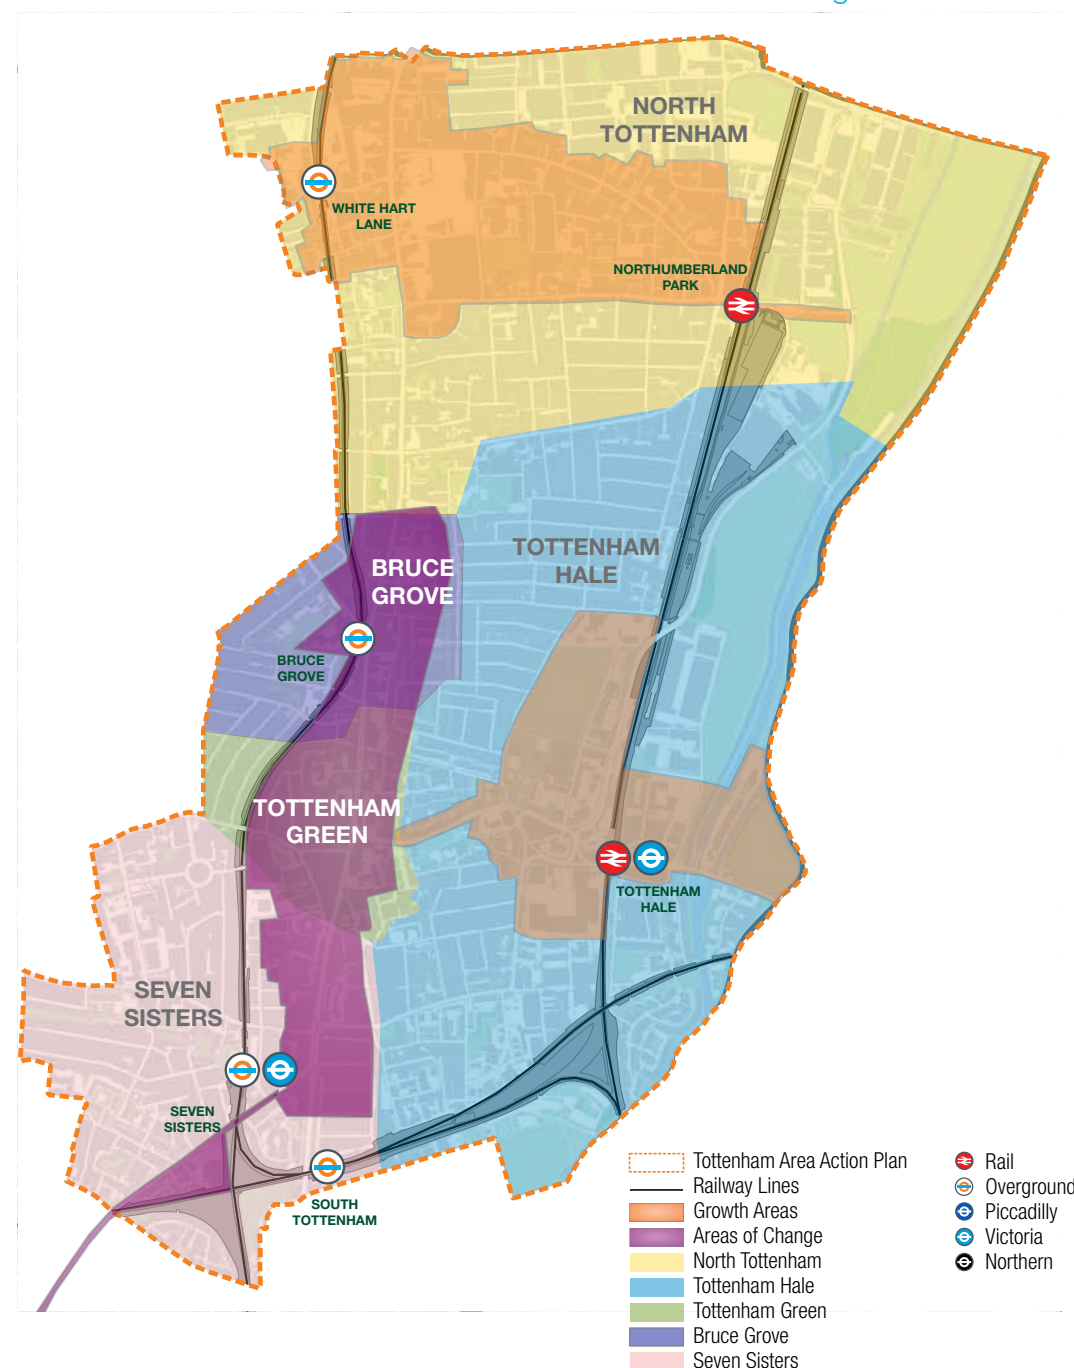 NORTH
TOTTENHAM
WHITE HART
LANE
NORTHUMBERLAND
PARK
TOTTENHAM
HALE
BRUCE
GROVE
BRUCE
GROVE
TOTTENHAM
GREEN
TOTTENHAM
HALE
SEVEN
SISTERS
SEVEN
SISTERS
SOUTH
TOTTENHAM
Tottenham Area Action Plan
Railway Lines
Growth Areas
Areas of Change
North Tottenham
Tottenham Hale
Tottenham Green
Bruce Grove
Seven Sisters
Rail
Overground
Piccadilly
Victoria
Northern